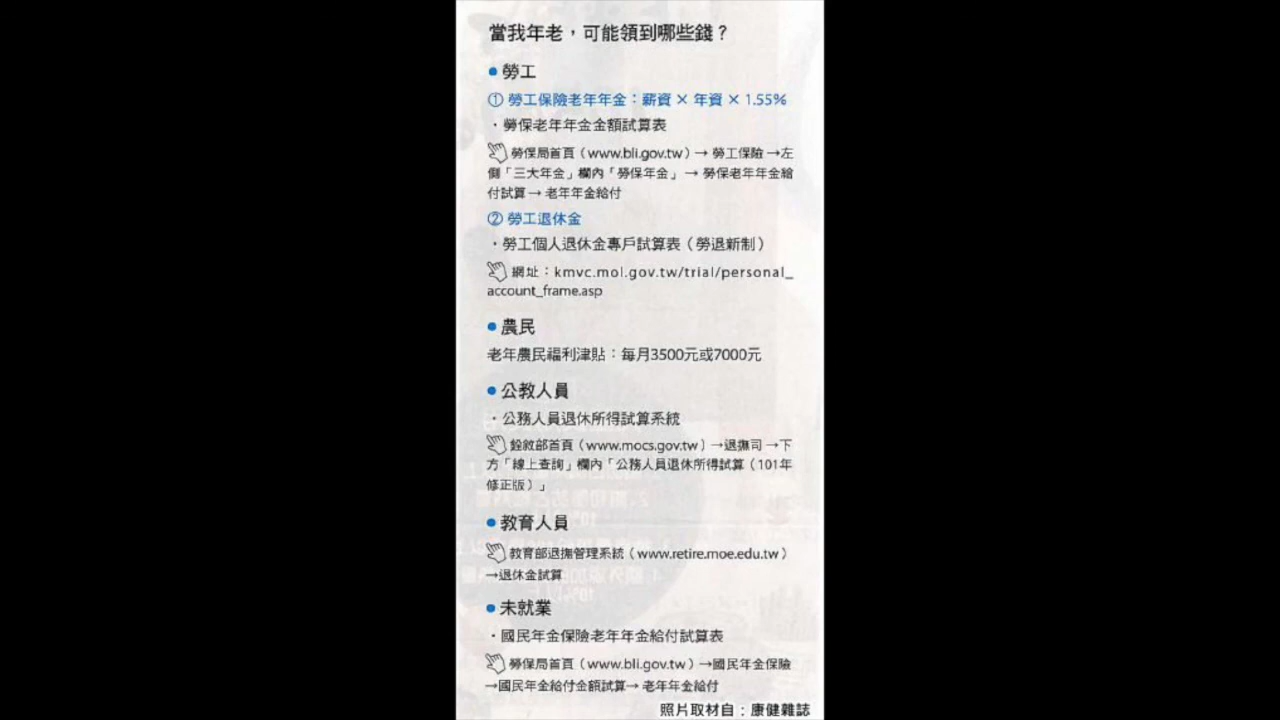 當我年老，可能領到哪些錢？
• 勞工
① 勞工保險老年年金：薪資 × 年資 × 1.55%
・勞保老年年金金額試算表
勞保局首頁（www.bli.gov.tw）→ 勞工保險 →左
側「三大年金」欄內「勞保年金」 → 勞保老年年金給
付試算→ 老年年金給付
② 勞工退休金
・勞工個人退休金專戶試算表（勞退新制）
網址：kmvc.mol.gov.tw/trial/personal_
account_frame.asp
• 農民
老年農民福利津貼：每月3500元或7000元
• 公教人員
・公務人員退休所得試算系統
銓敘部首頁（www.mocs.gov.tw）→退撫司 →下
方「線上查詢」欄內「公務人員退休所得試算（101年
修正版）」
• 教育人員
教育部退撫管理系統（www.retire.moe.edu.tw）
→退休金試算
• 未就業
・國民年金保險老年年金給付試算表
勞保局首頁（www.bli.gov.tw）→國民年金保險
→國民年金給付金額試算→ 老年年金給付
照片取材自：康健雜誌